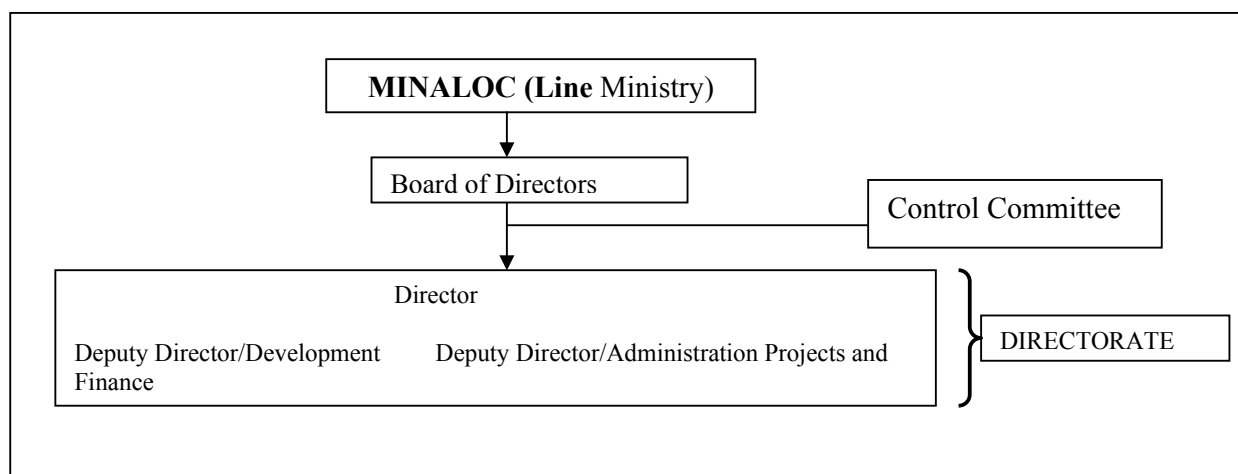 MINALOC (Line Ministry)
Board of Directors
Control Committee
Director
Deputy Director/Development Deputy Director/Administration Projects and
Finance
DIRECTORATE